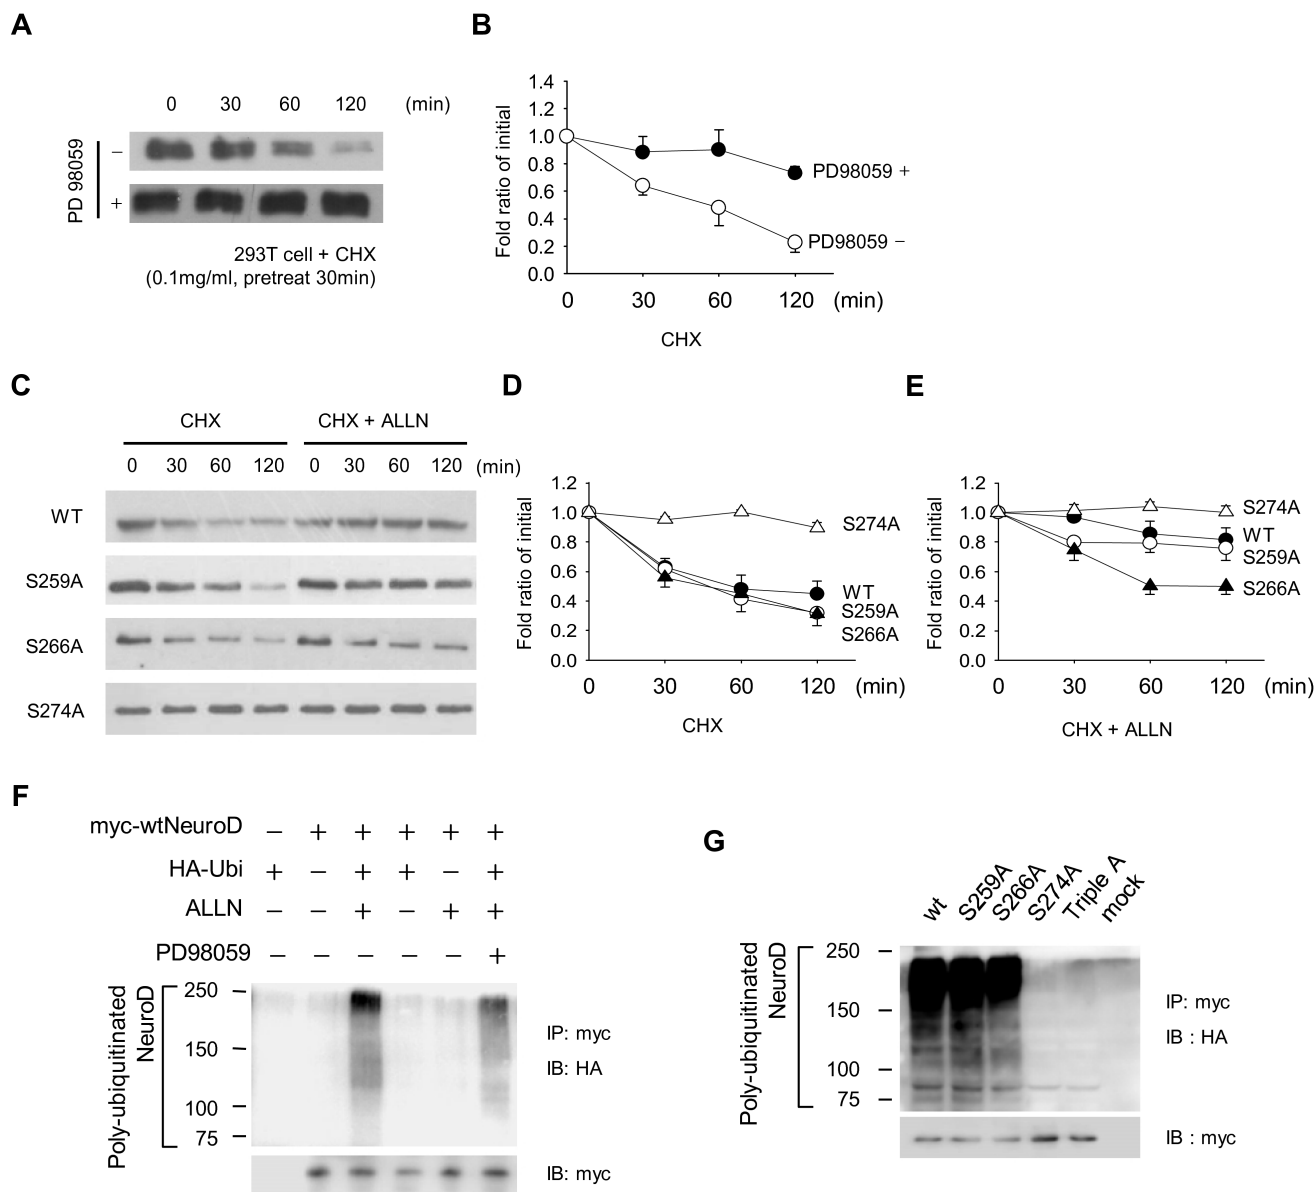 A
0 30 60 120 (min)
PD 98059
−
+
293T cell + CHX
(0.1mg/ml, pretreat 30min)
B
Fold ratio of initial
1.4
1.2
1.0
0.8
0.6
0.4
0.2
0.0
PD98059 +
PD98059 −
0 30 60 120 (min)
CHX
C
CHX CHX + ALLN
0 30 60 120 0 30 60 120 (min)
WT
S259A
S266A
S274A
D
Fold ratio of initial
1.2
1.0
0.8
0.6
0.4
0.2
0.0
S274A
WT
S259A
S266A
0 30 60 120 (min)
CHX
E
Fold ratio of initial
1.2
1.0
0.8
0.6
0.4
0.2
0.0
S274A
WT
S259A
S266A
0 30 60 120 (min)
CHX + ALLN
F
myc-wtNeuroD − + + + + +
HA-Ubi + − + + − +
ALLN − − + − + +
PD98059 − − − − − +
Poly-ubiquitinated
NeuroD
250
150
100
75
IP: myc
IB: HA
IB: myc
G
wt S259A S266A S274A Triple A mock
Poly-ubiquitinated
NeuroD
250
150
100
75
IP: myc
IB : HA
IB : myc